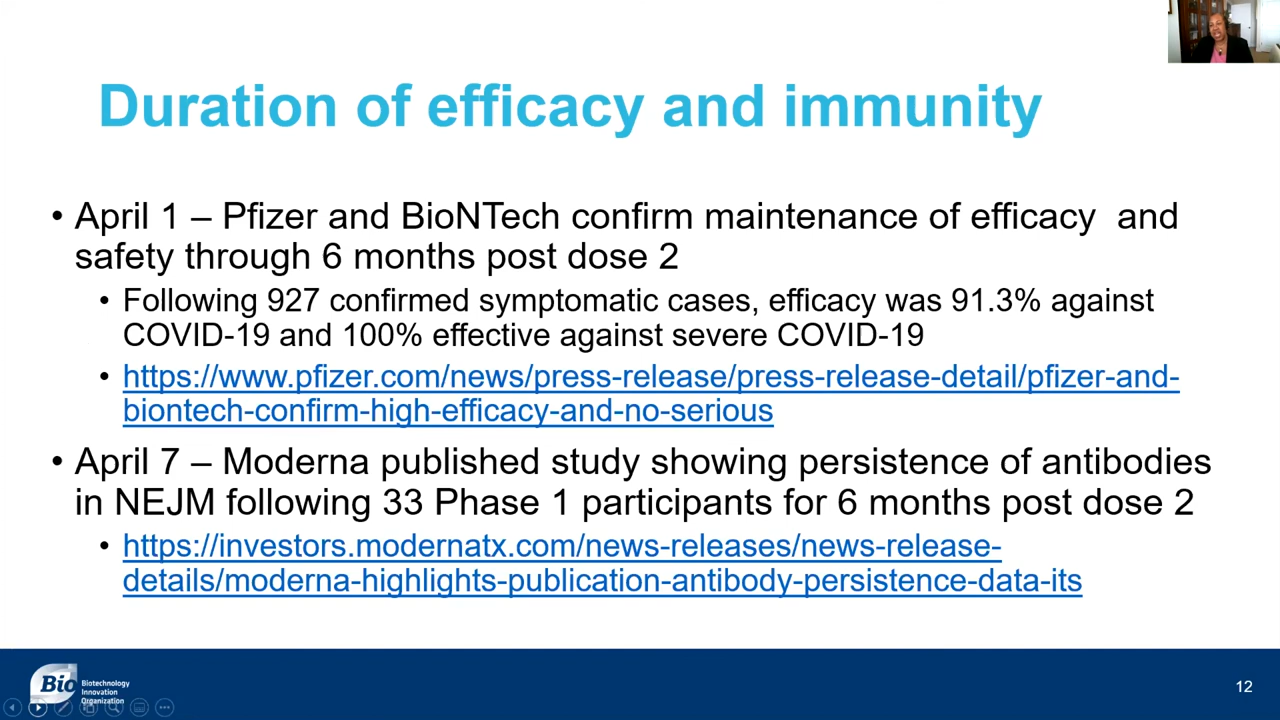 Duration of efficacy and immunity
• April 1 – Pfizer and BioNTech confirm maintenance of efficacy and
safety through 6 months post dose 2
• Following 927 confirmed symptomatic cases, efficacy was 91.3% against
COVID-19 and 100% effective against severe COVID-19
• https://www.pfizer.com/news/press-release/press-release-detail/pfizer-and-
biontech-confirm-high-efficacy-and-no-serious
• April 7 – Moderna published study showing persistence of antibodies
in NEJM following 33 Phase 1 participants for 6 months post dose 2
• https://investors.modernatx.com/news-releases/news-release-
details/moderna-highlights-publication-antibody-persistence-data-its
Bio
Biotechnology
Innovation
Organization
12